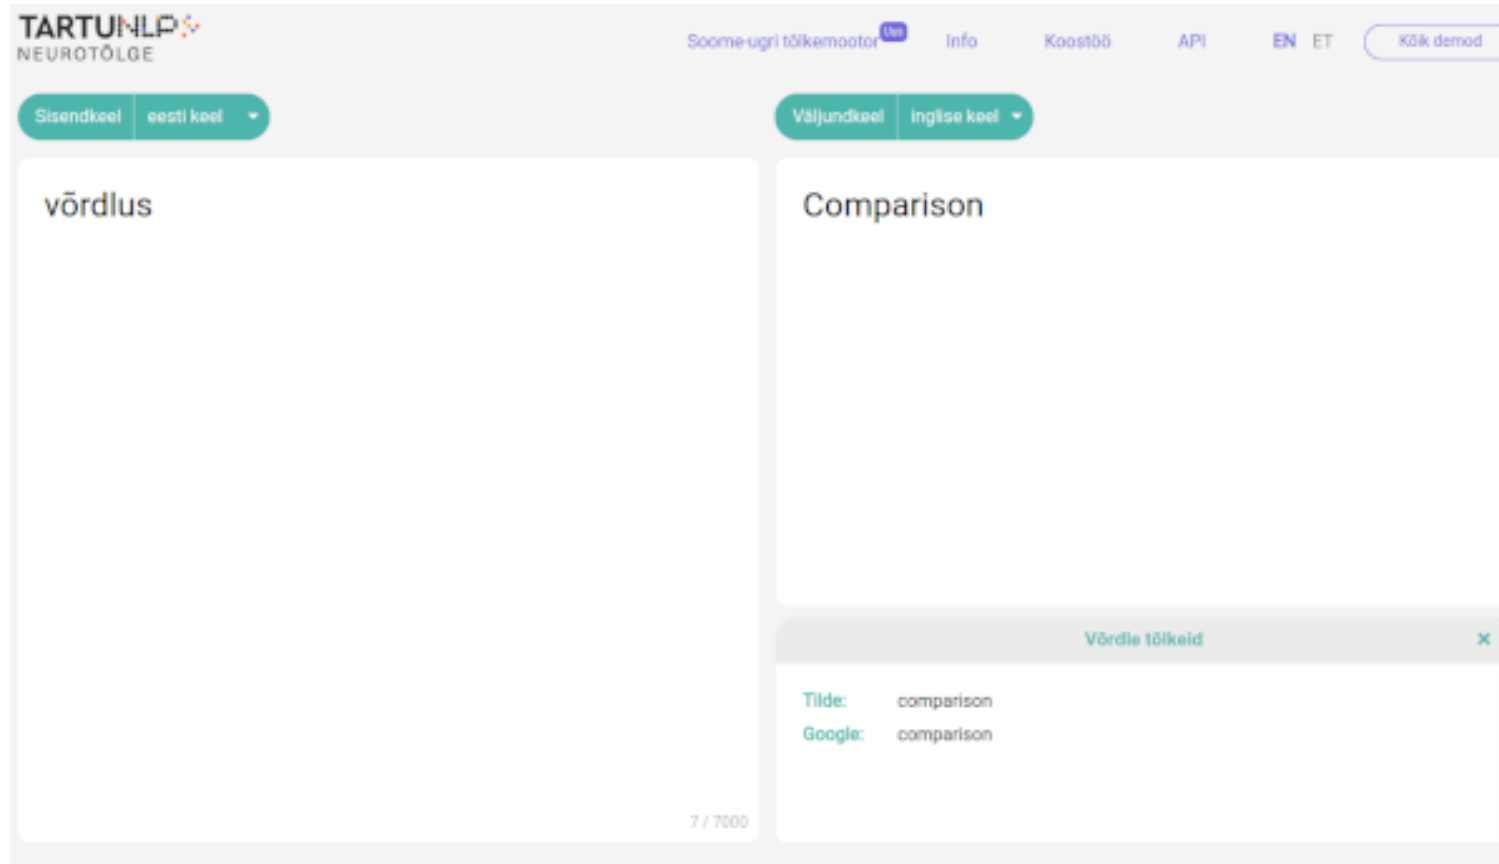 TARTUNLP
NEUROTÕLGE
Soome-ugri tõlkemootor Uus Info Koostöö API EN ET Kõik demod
Sisendkeel eesti keel
Väljundkeel inglise keel
võrdlus
Comparison
Võrdle tõlkeid ×
Tilde: comparison
Google: comparison
7 / 7000